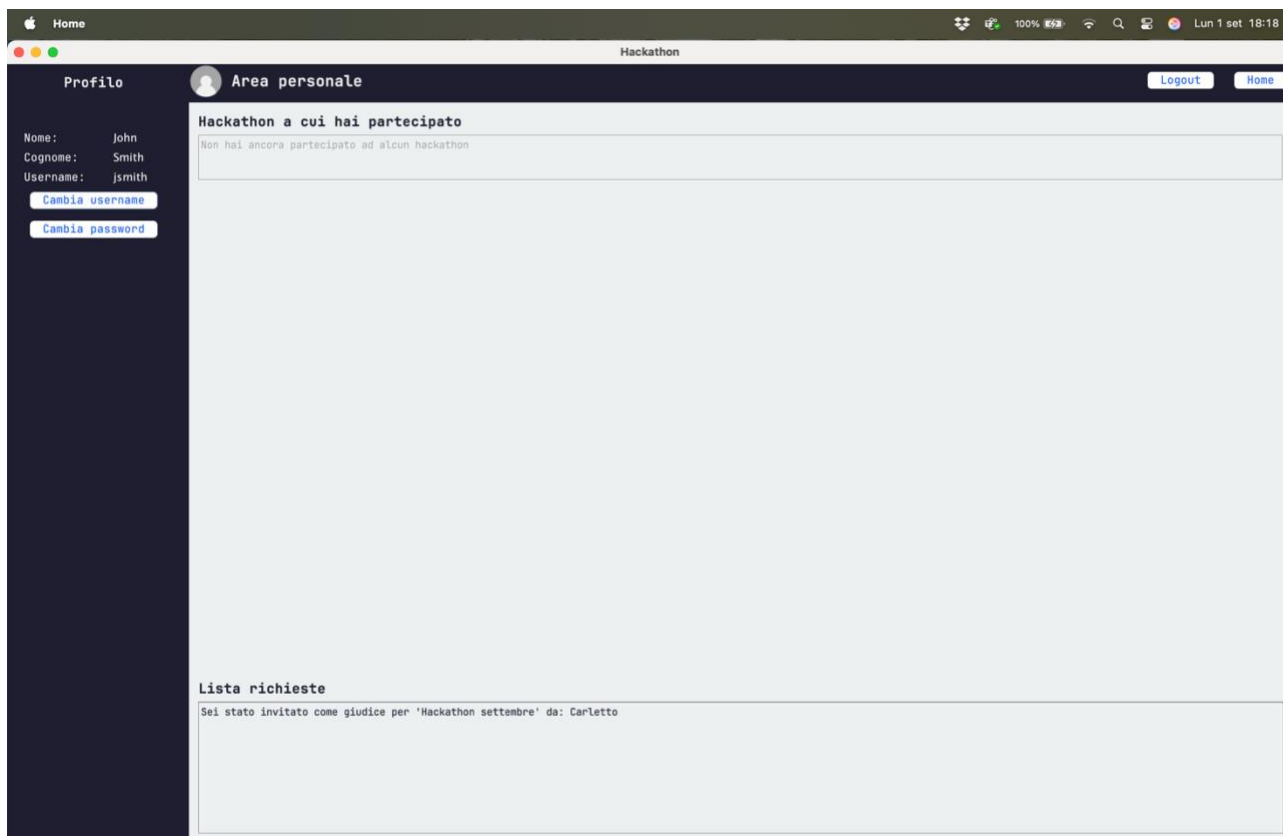 Home
100%
Lun 1 set 18:18
Hackathon
Profilo
Area personale
Logout
Home
Nome: John
Cognome: Smith
Username: jsmith
Cambia username
Cambia password
Hackathon a cui hai partecipato
Non hai ancora partecipato ad alcun hackathon
Lista richieste
Sei stato invitato come giudice per 'Hackathon settembre' da: Carletto